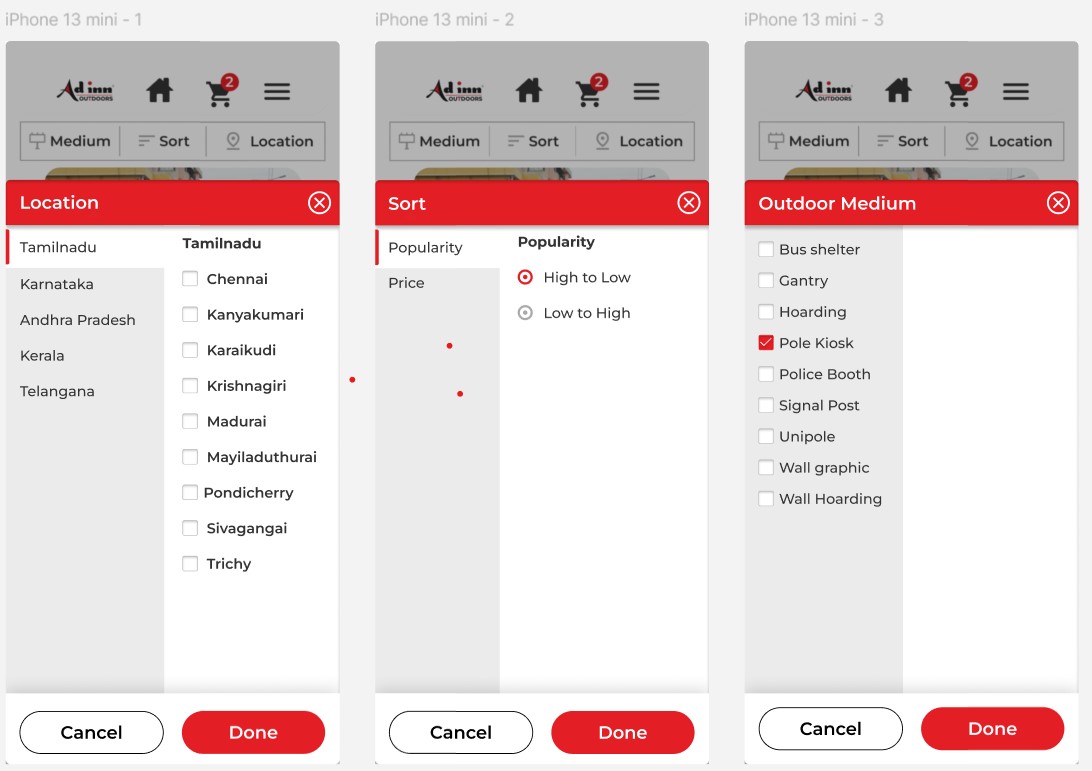 iPhone 13 mini - 1
Ad inn
OUTDOORS
2
Medium
Sort
Location
Location
Tamilnadu
Karnataka
Andhra Pradesh
Kerala
Telangana
Tamilnadu
Chennai
Kanyakumari
Karaikudi
Krishnagiri
Madurai
Mayiladuthurai
Pondicherry
Sivagangai
Trichy
Cancel
Done
iPhone 13 mini - 2
Ad inn
OUTDOORS
2
Medium
Sort
Location
Sort
Popularity
Price
Popularity
High to Low
Low to High
Cancel
Done
iPhone 13 mini - 3
Ad inn
OUTDOORS
2
Medium
Sort
Location
Outdoor Medium
Bus shelter
Gantry
Hoarding
Pole Kiosk
Police Booth
Signal Post
Unipole
Wall graphic
Wall Hoarding
Cancel
Done